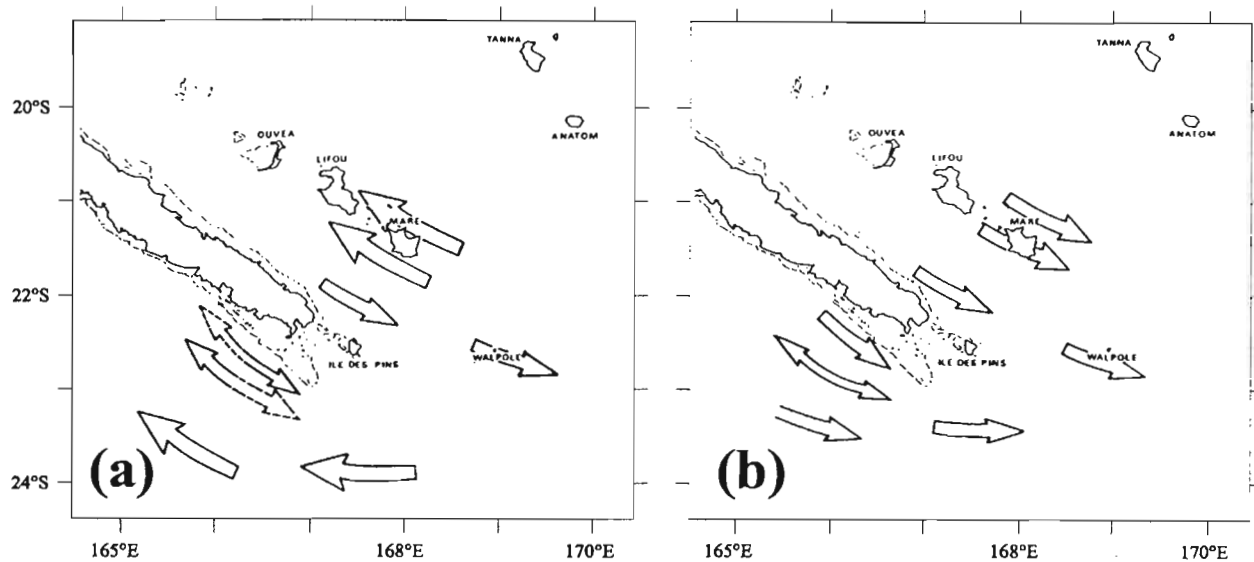 TANNA
20°S
OUVEA
ANATOM
LIFOU
MARE
22°S
WALPOLE
ILE DES PINS
24°S
(a)
165°E
168°E
170°E
TANNA
OUVEA
ANATOM
LIFOU
MARE
WALPOLE
ILE DES PINS
(b)
165°E
168°E
170°E